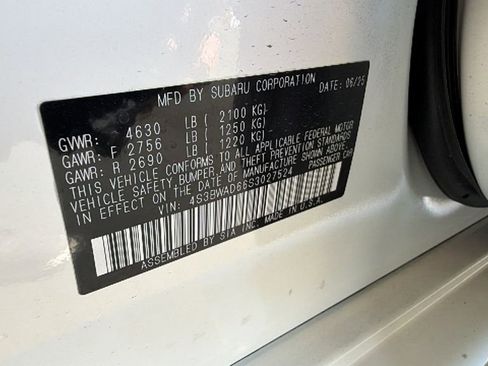 MFD BY SUBARU CORPORATION DATE: 06/25
GVWR: 4630 LB ( 2100 KG)
GAWR: F 2756 LB ( 1250 KG)
GAWR: R 2690 LB ( 1220 KG)
THIS VEHICLE CONFORMS TO ALL APPLICABLE FEDERAL MOTOR
VEHICLE SAFETY, BUMPER, AND THEFT PREVENTION STANDARDS
IN EFFECT ON THE DATE OF MANUFACTURE SHOWN ABOVE.
VIN: 4S3BWAD66S3027524 PASSENGER CAR
ASSEMBLED BY SIA INC. IN U.S.A.